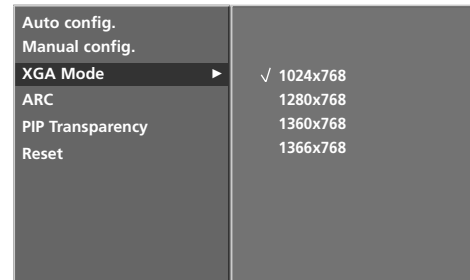 Auto config.
Manual config.
XGA Mode ►
ARC
PIP Transparency
Reset
√ 1024x768
1280x768
1360x768
1366x768